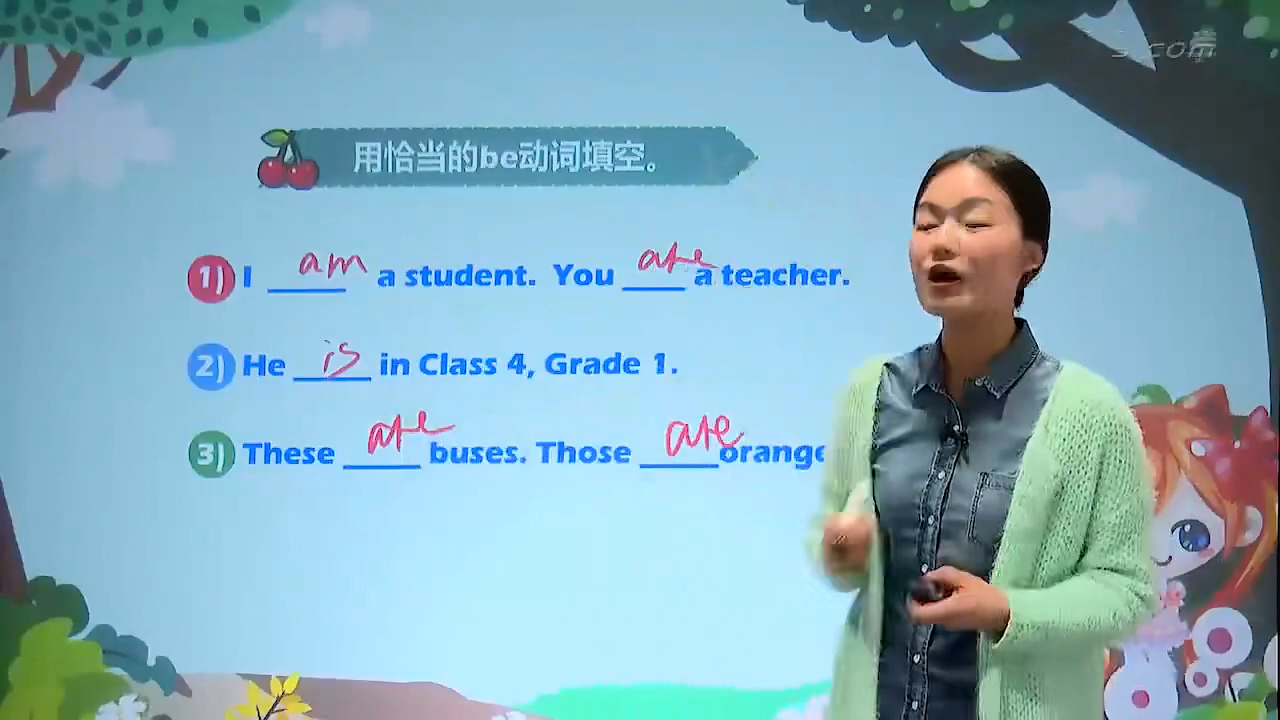 用恰当的be动词填空。
1) I am a student. You are a teacher.
2) He is in Class 4, Grade 1.
3) These are buses. Those are